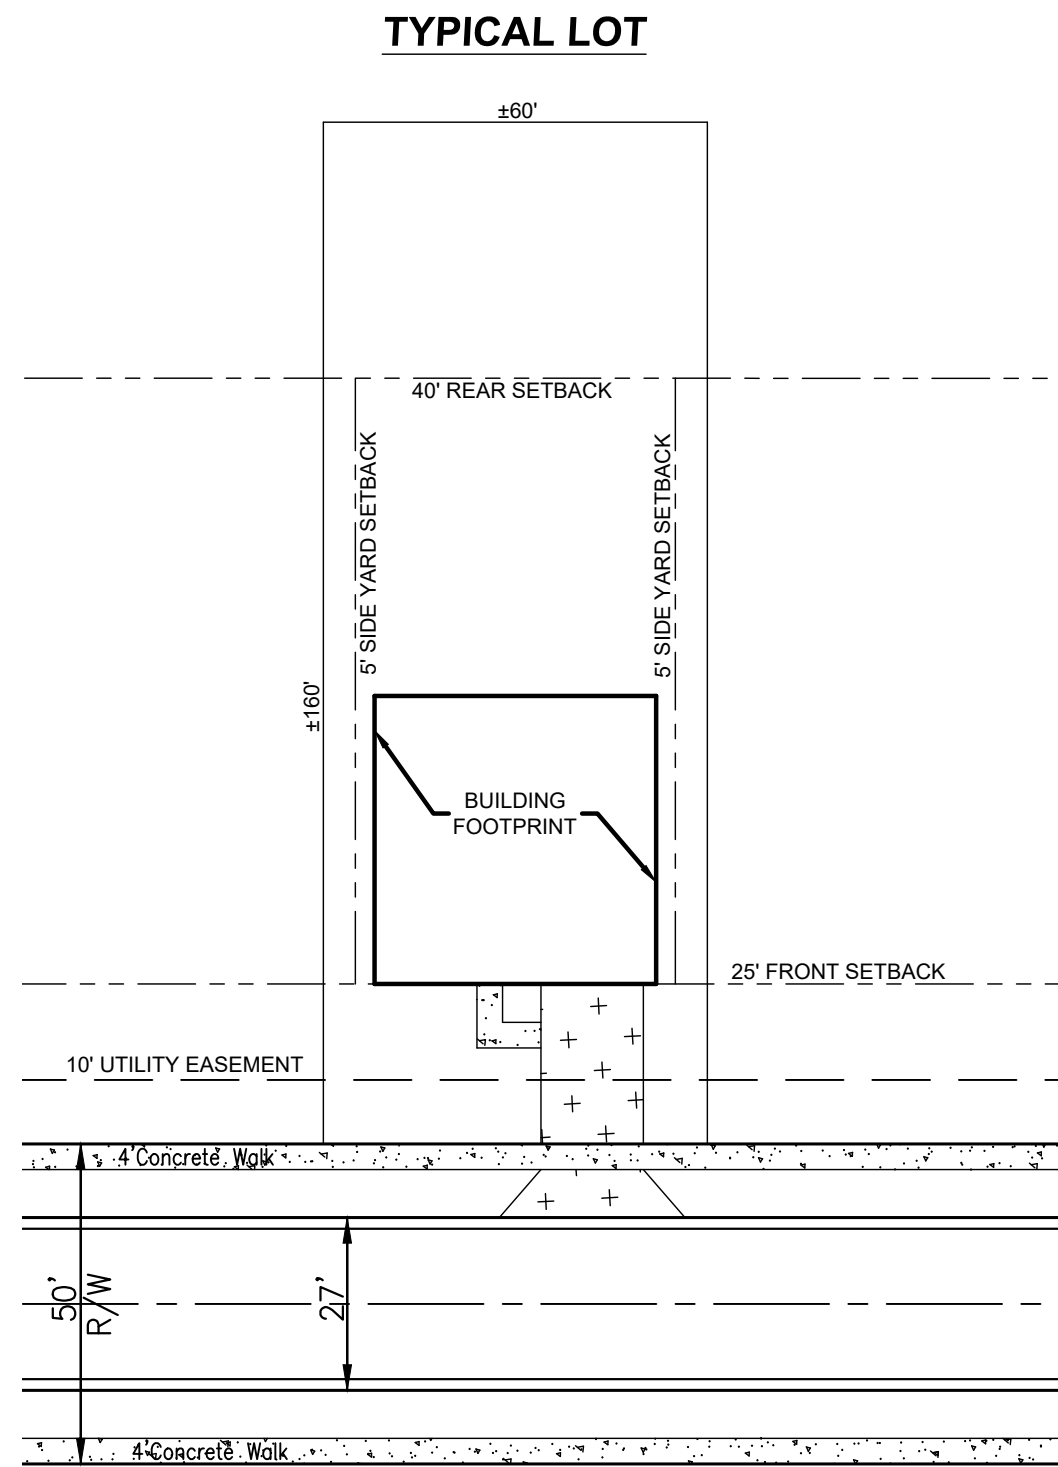 TYPICAL LOT
±60'
40' REAR SETBACK
5' SIDE YARD SETBACK
5' SIDE YARD SETBACK
±160'
BUILDING
FOOTPRINT
25' FRONT SETBACK
10' UTILITY EASEMENT
4'Concrete Walk
50'
R/W
27'
4'Concrete Walk